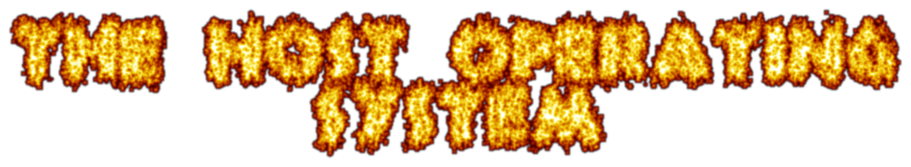 THE HOST OPERATING
SYSTEM